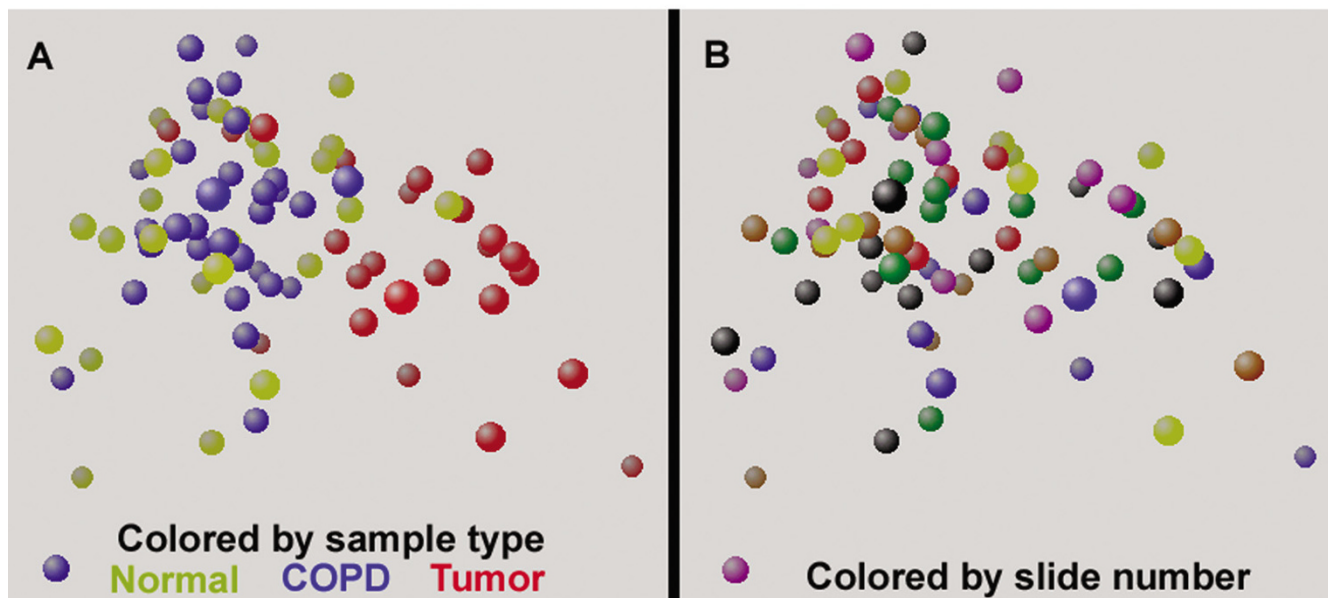 A
B
Colored by sample type
Normal COPD Tumor
Colored by slide number